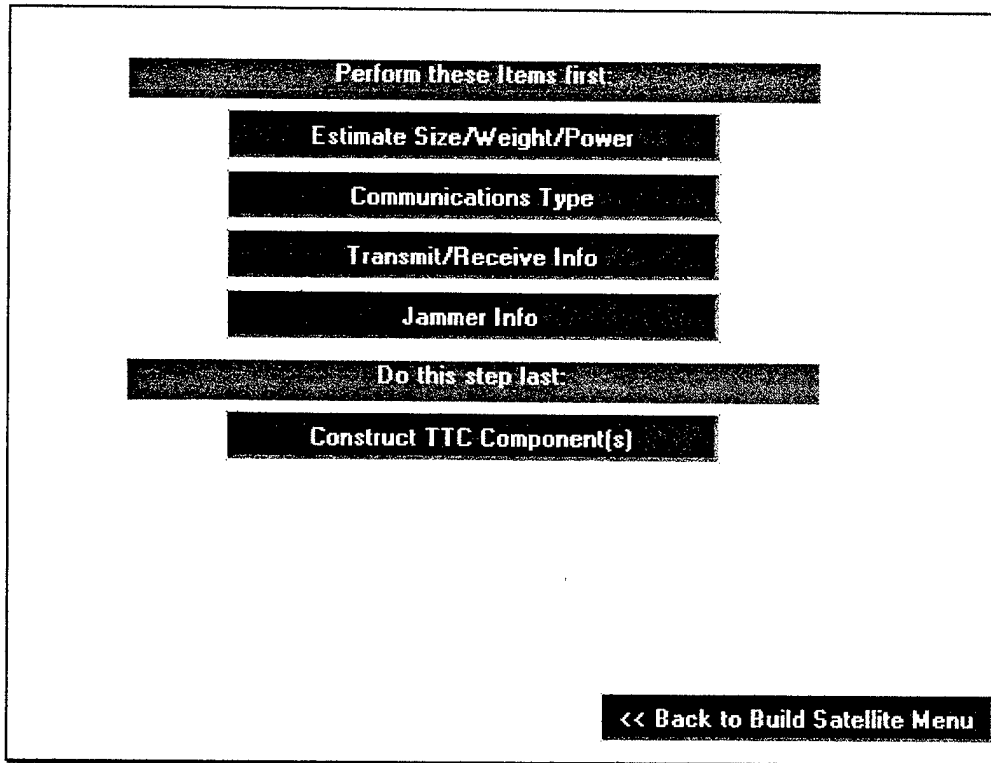 Perform these Items first:
Estimate Size/Weight/Power
Communications Type
Transmit/Receive Info
Jammer Info
Do this step last:
Construct TTC Component(s)
<< Back to Build Satellite Menu